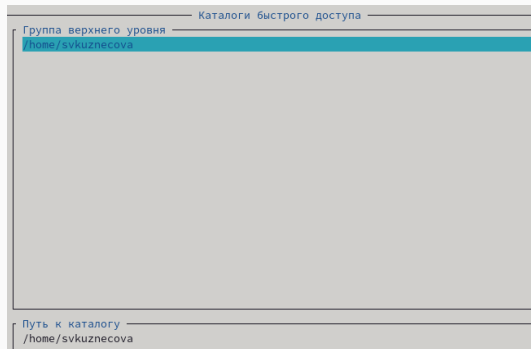 Каталоги быстрого доступа
Группа верхнего уровня
/home/svkuznecova
Путь к каталогу
/home/svkuznecova